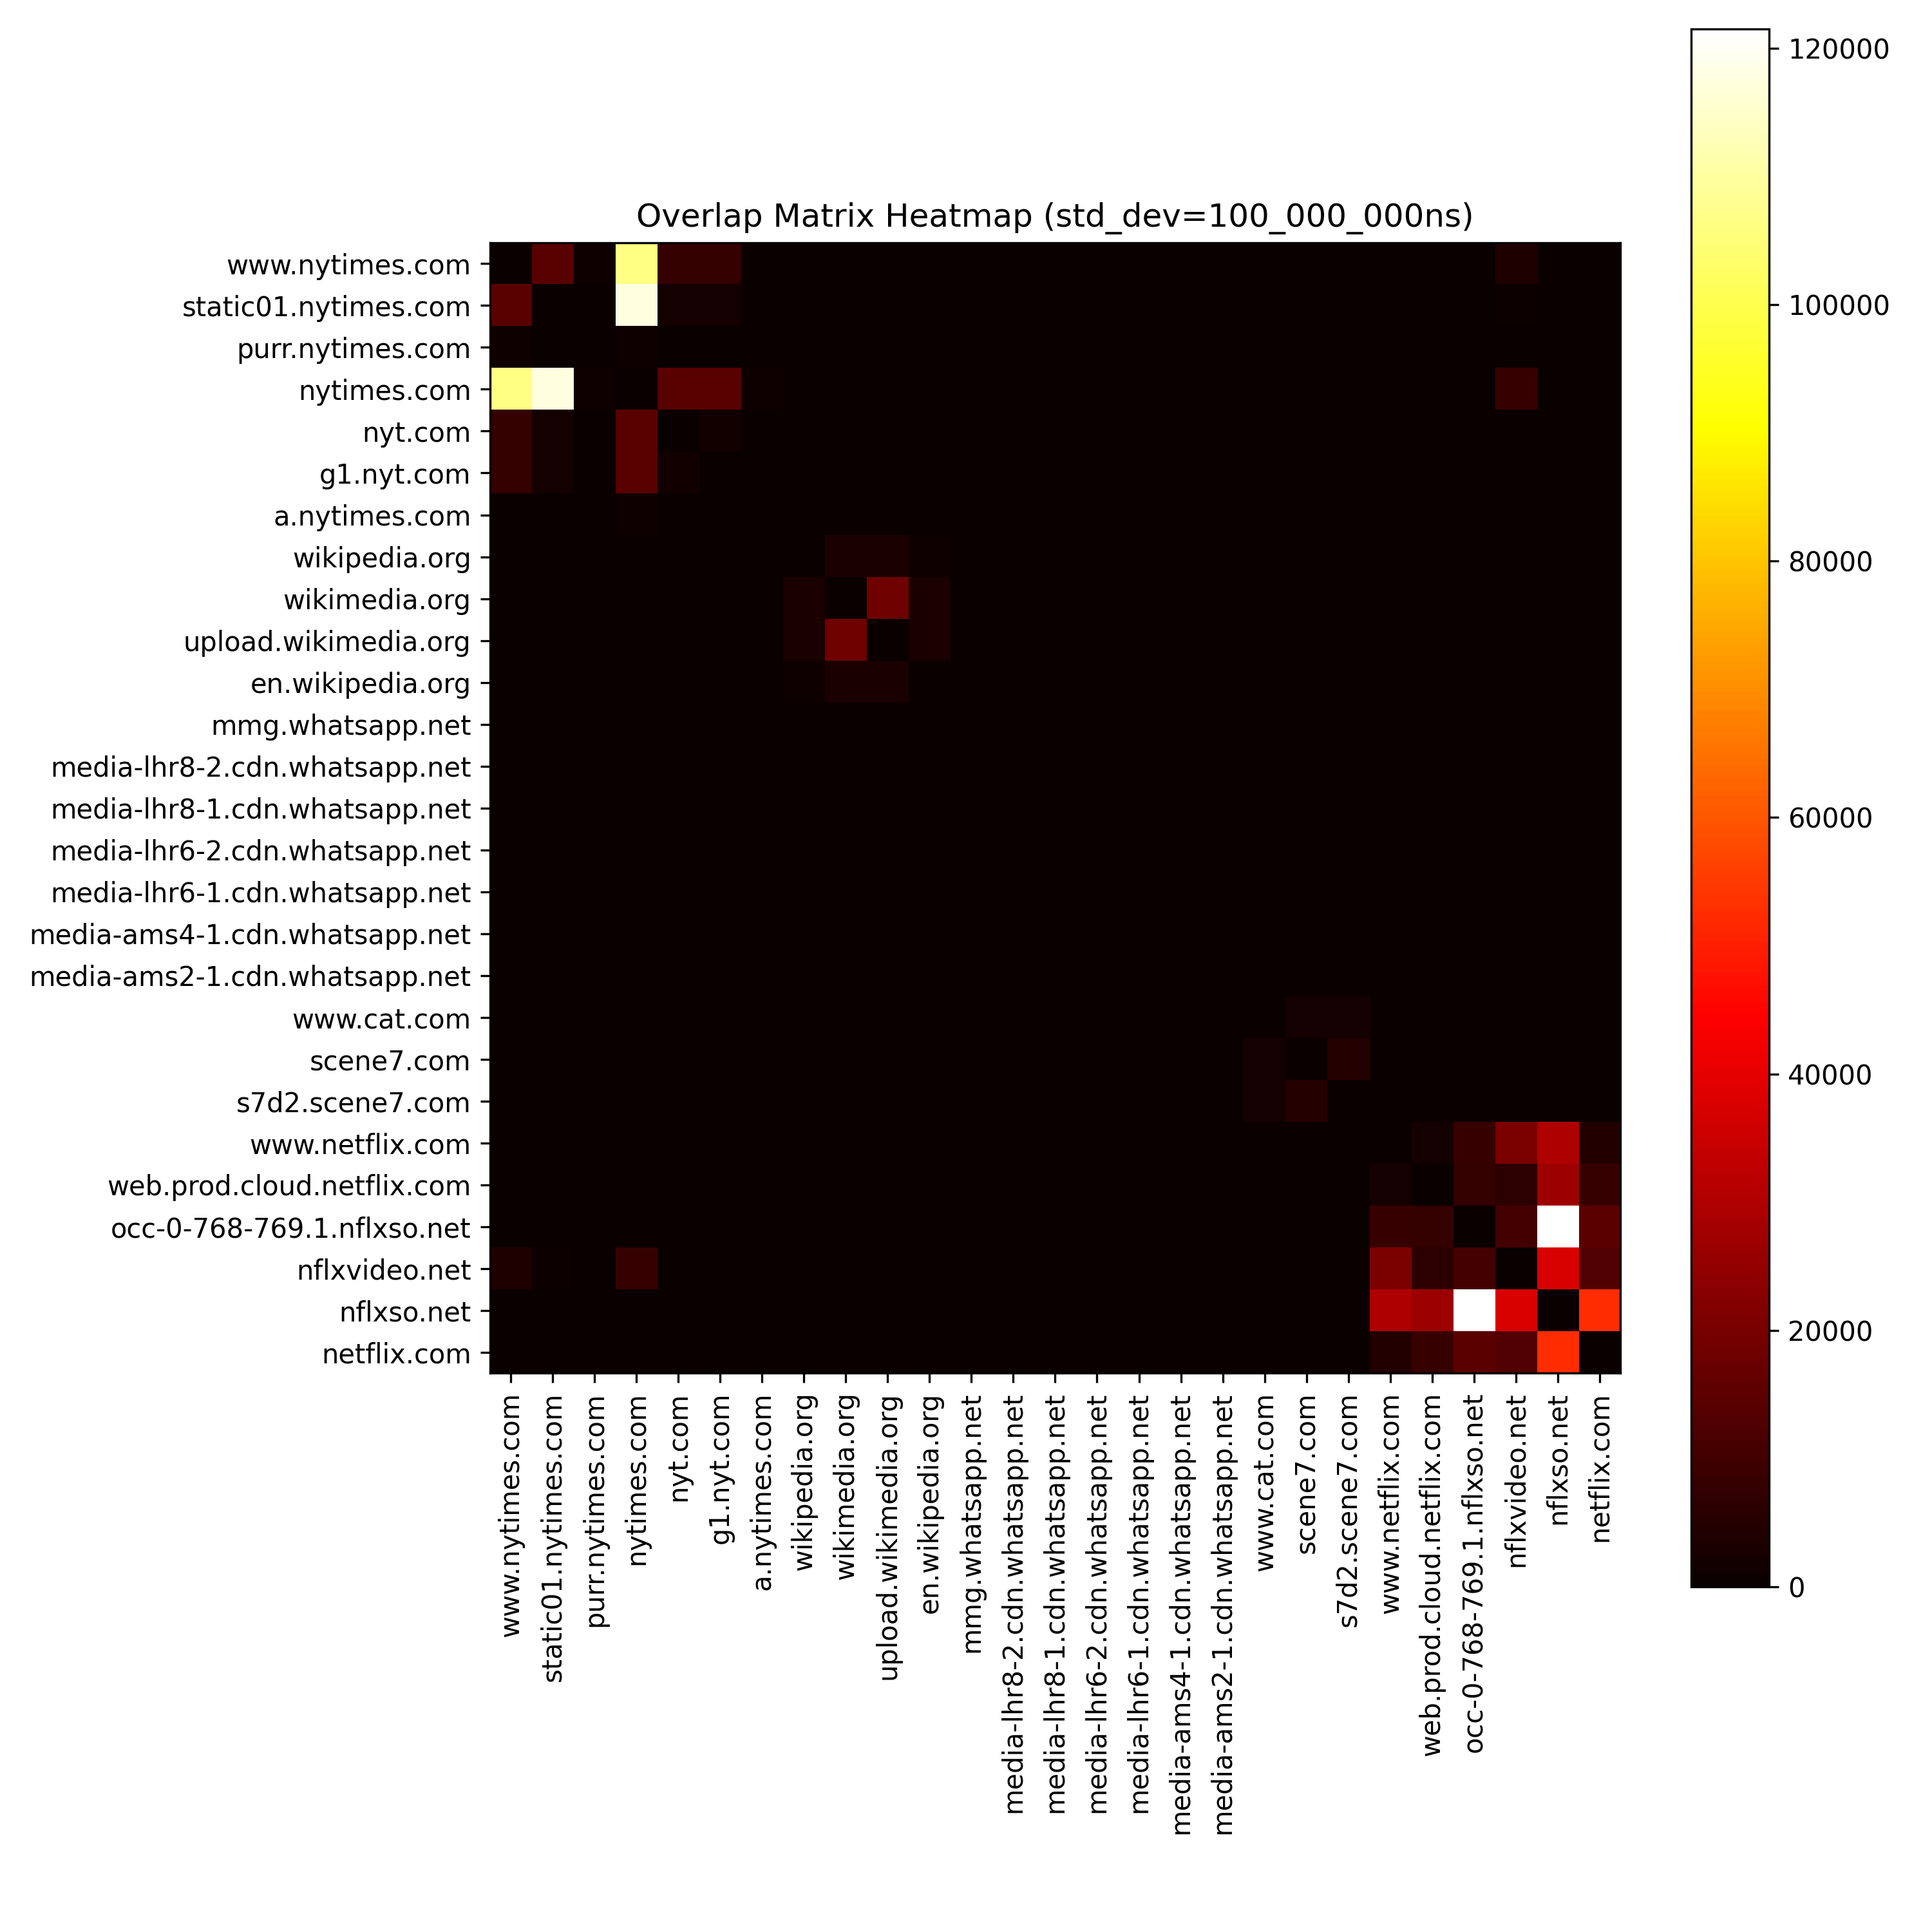 Overlap Matrix Heatmap (std_dev=100_000_000ns)
www.nytimes.com
static01.nytimes.com
purr.nytimes.com
nytimes.com
nyt.com
g1.nyt.com
a.nytimes.com
wikipedia.org
wikimedia.org
upload.wikimedia.org
en.wikipedia.org
mmg.whatsapp.net
media-lhr8-2.cdn.whatsapp.net
media-lhr8-1.cdn.whatsapp.net
media-lhr6-2.cdn.whatsapp.net
media-lhr6-1.cdn.whatsapp.net
media-ams4-1.cdn.whatsapp.net
media-ams2-1.cdn.whatsapp.net
www.cat.com
scene7.com
s7d2.scene7.com
www.netflix.com
web.prod.cloud.netflix.com
occ-0-768-769.1.nflxso.net
nflxvideo.net
nflxso.net
netflix.com
www.nytimes.com
static01.nytimes.com
purr.nytimes.com
nytimes.com
nyt.com
g1.nyt.com
a.nytimes.com
wikipedia.org
wikimedia.org
upload.wikimedia.org
en.wikipedia.org
mmg.whatsapp.net
media-lhr8-2.cdn.whatsapp.net
media-lhr8-1.cdn.whatsapp.net
media-lhr6-2.cdn.whatsapp.net
media-lhr6-1.cdn.whatsapp.net
media-ams4-1.cdn.whatsapp.net
media-ams2-1.cdn.whatsapp.net
www.cat.com
scene7.com
s7d2.scene7.com
www.netflix.com
web.prod.cloud.netflix.com
occ-0-768-769.1.nflxso.net
nflxvideo.net
nflxso.net
netflix.com
120000
100000
80000
60000
40000
20000
0